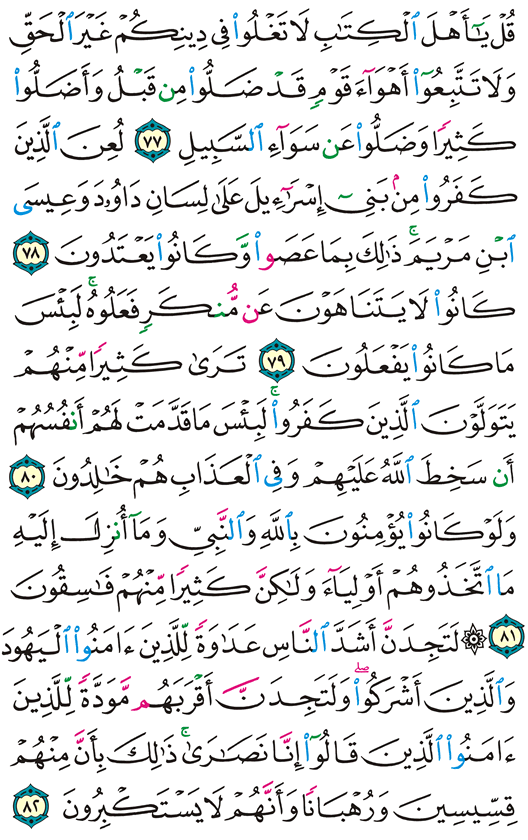 قُلْ يَـٰٓأَهْلَ ٱلْكِتَـٰبِ لَا تَغْلُوا۟ فِى دِينِكُمْ غَيْرَ ٱلْحَقِّ
وَلَا تَتَّبِعُوٓا۟ أَهْوَآءَ قَوْمٍ قَدْ ضَلُّوا۟ مِن قَبْلُ وَأَضَلُّوا۟
كَثِيرًا وَضَلُّوا۟ عَن سَوَآءِ ٱلسَّبِيلِ ٧٧ لُعِنَ ٱلَّذِينَ
كَفَرُوا۟ مِنۢ بَنِىٓ إِسْرَٰٓءِيلَ عَلَىٰ لِسَانِ دَاوُۥدَ وَعِيسَى
ٱبْنِ مَرْيَمَ ۚ ذَٰلِكَ بِمَا عَصَوا۟ وَّكَانُوا۟ يَعْتَدُونَ ٧٨
كَانُوا۟ لَا يَتَنَاهَوْنَ عَن مُّنكَرٍ فَعَلُوهُ ۚ لَبِئْسَ
مَا كَانُوا۟ يَفْعَلُونَ ٧٩ تَرَىٰ كَثِيرًا مِّنْهُمْ
يَتَوَلَّوْنَ ٱلَّذِينَ كَفَرُوا۟ ۚ لَبِئْسَ مَا قَدَّمَتْ لَهُمْ أَنفُسُهُمْ
أَن سَخِطَ ٱللَّهُ عَلَيْهِمْ وَفِى ٱلْعَذَابِ هُمْ خَـٰلِدُونَ ٨٠
وَلَوْ كَانُوا۟ يُؤْمِنُونَ بِٱللَّهِ وَٱلنَّبِىِّ وَمَآ أُنزِلَ إِلَيْهِ
مَا ٱتَّخَذُوهُمْ أَوْلِيَآءَ وَلَـٰكِنَّ كَثِيرًا مِّنْهُمْ فَـٰسِقُونَ
٨١ ۞ لَتَجِدَنَّ أَشَدَّ ٱلنَّاسِ عَدَٰوَةً لِّلَّذِينَ ءَامَنُوا۟ ٱلْيَهُودَ
وَٱلَّذِينَ أَشْرَكُوا۟ ۖ وَلَتَجِدَنَّ أَقْرَبَهُم مَّوَدَّةً لِّلَّذِينَ
ءَامَنُوا۟ ٱلَّذِينَ قَالُوٓا۟ إِنَّا نَصَـٰرَىٰ ۚ ذَٰلِكَ بِأَنَّ مِنْهُمْ
قِسِّيسِينَ وَرُهْبَانًا وَأَنَّهُمْ لَا يَسْتَكْبِرُونَ ٨٢